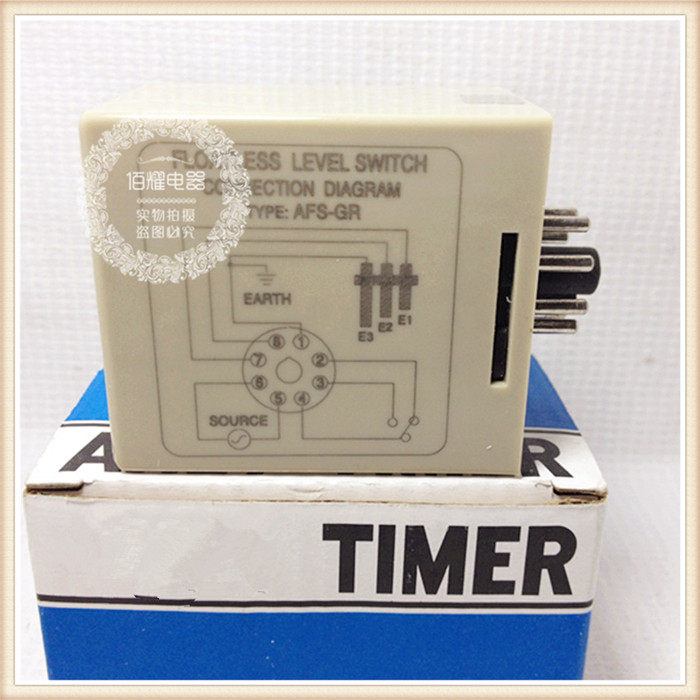 FLOATLESS LEVEL SWITCH
CONNECTION DIAGRAM
TYPE: AFS-GR
佰耀电器
实物拍摄
盗图必究
EARTH
E3 E2 E1
8 1
7 2
6 3
5 4
SOURCE
TIMER